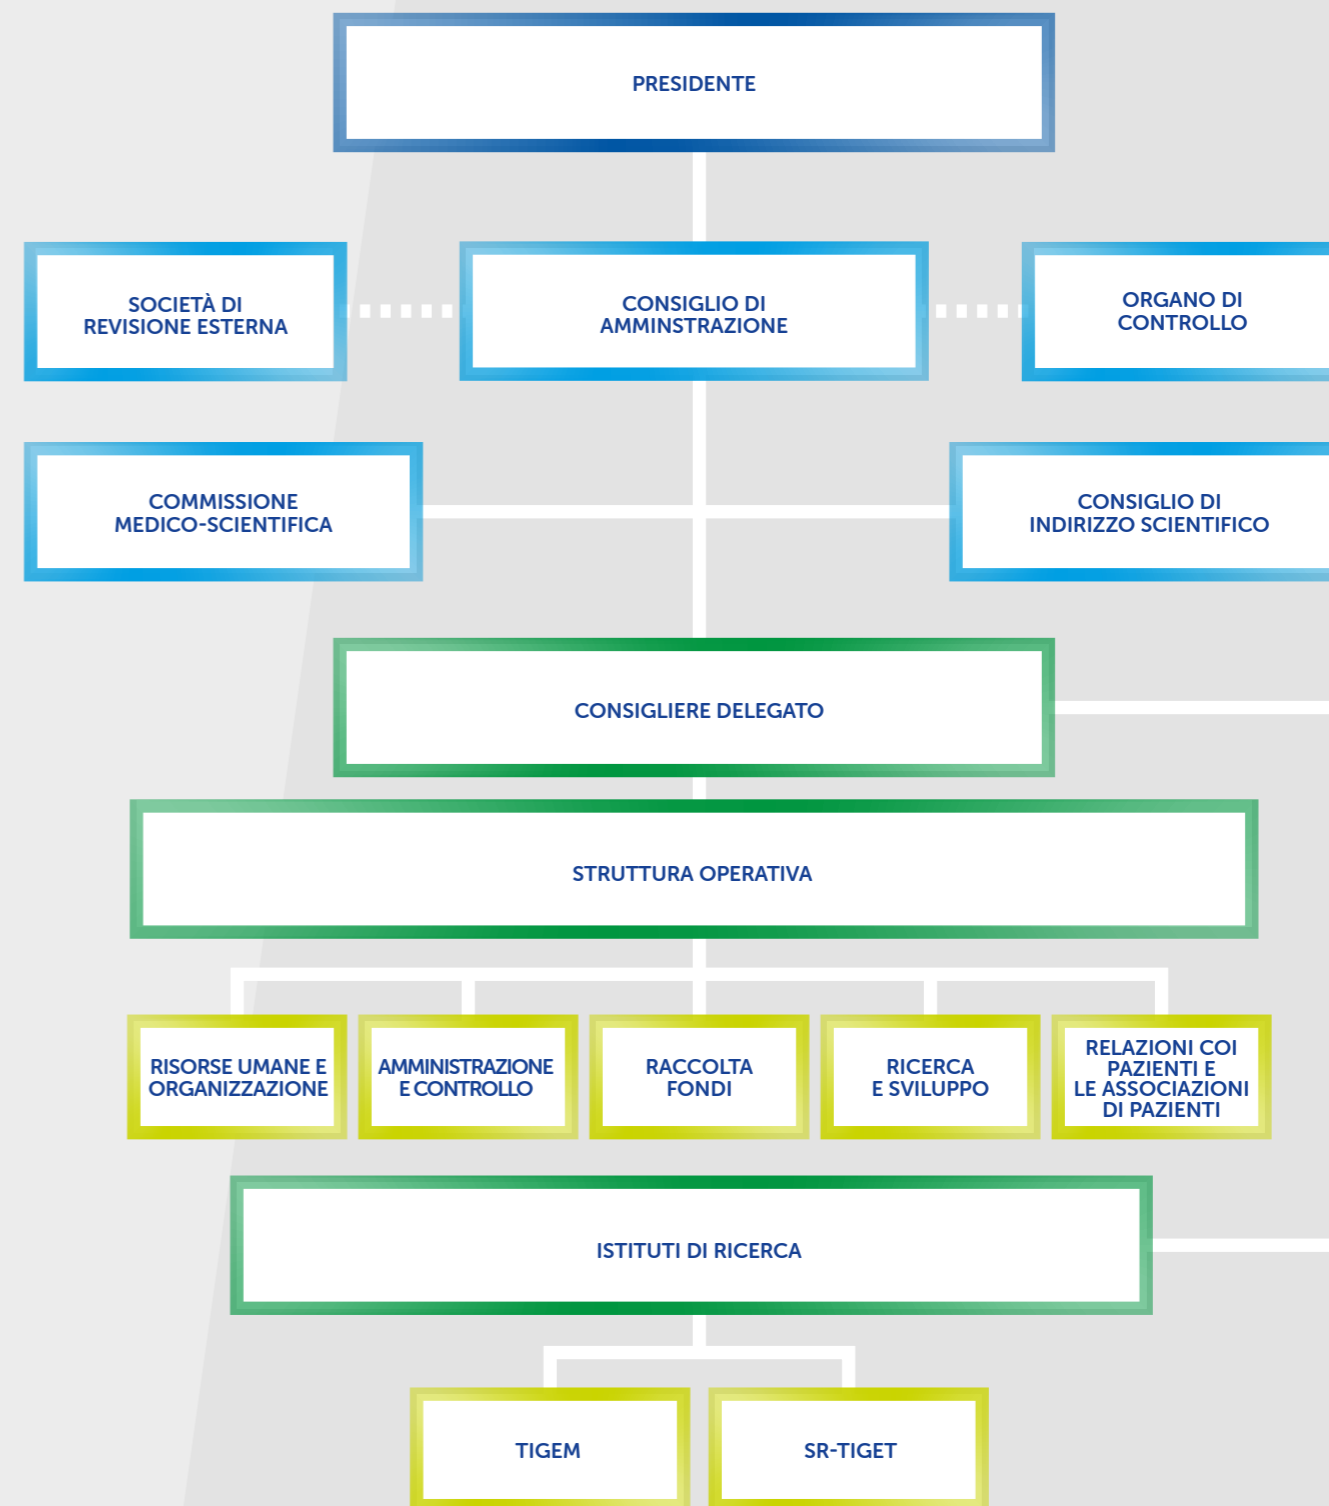 PRESIDENTE
SOCIETÀ DI
REVISIONE ESTERNA
CONSIGLIO DI
AMMINSTRAZIONE
ORGANO DI
CONTROLLO
COMMISSIONE
MEDICO-SCIENTIFICA
CONSIGLIO DI
INDIRIZZO SCIENTIFICO
CONSIGLIERE DELEGATO
STRUTTURA OPERATIVA
RISORSE UMANE E
ORGANIZZAZIONE
AMMINISTRAZIONE
E CONTROLLO
RACCOLTA
FONDI
RICERCA
E SVILUPPO
RELAZIONI COI
PAZIENTI E
LE ASSOCIAZIONI
DI PAZIENTI
ISTITUTI DI RICERCA
TIGEM
SR-TIGET